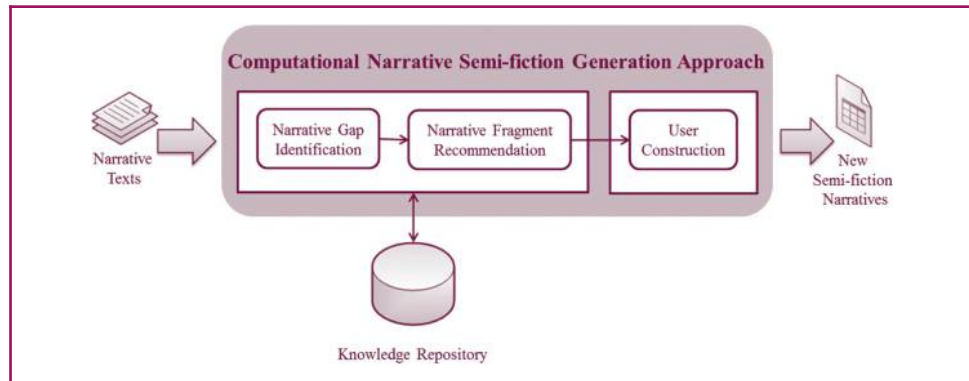 Computational Narrative Semi-fiction Generation Approach
Narrative
Texts
Narrative Gap
Identification
Narrative Fragment
Recommendation
User
Construction
New
Semi-fiction
Narratives
Knowledge Repository